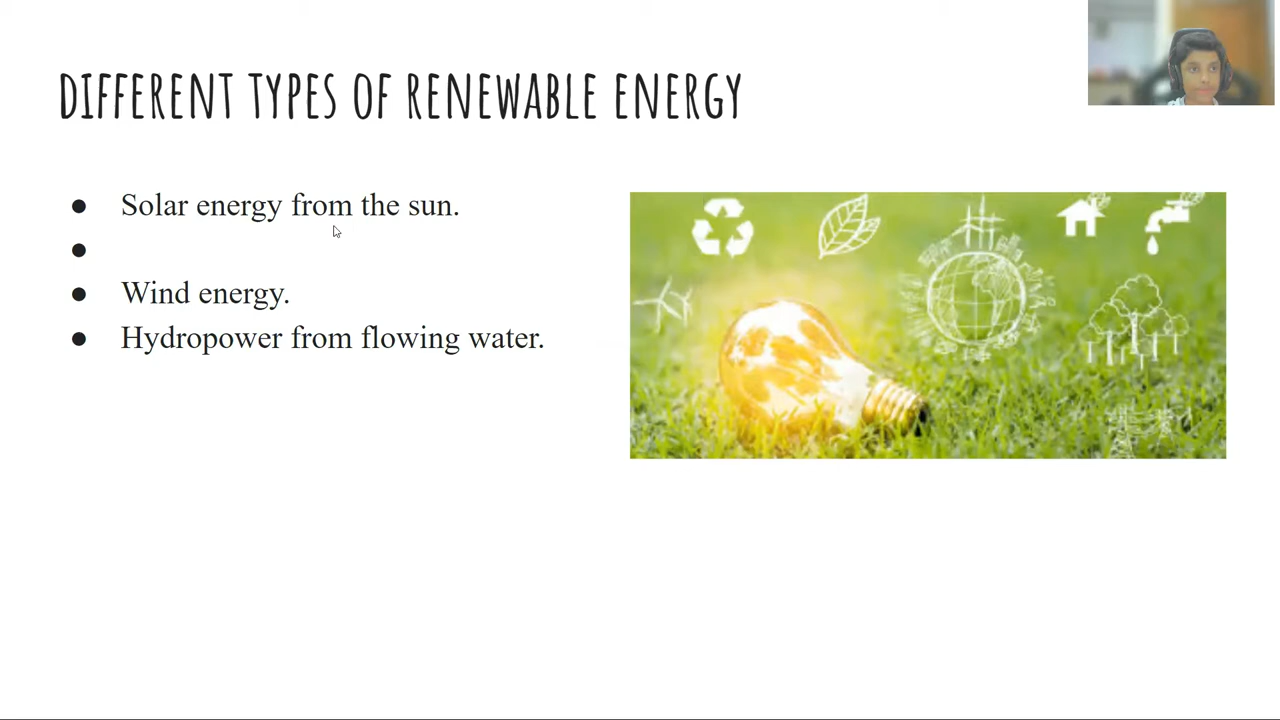 DIFFERENT TYPES OF RENEWABLE ENERGY
● Solar energy from the sun.
●
● Wind energy.
● Hydropower from flowing water.